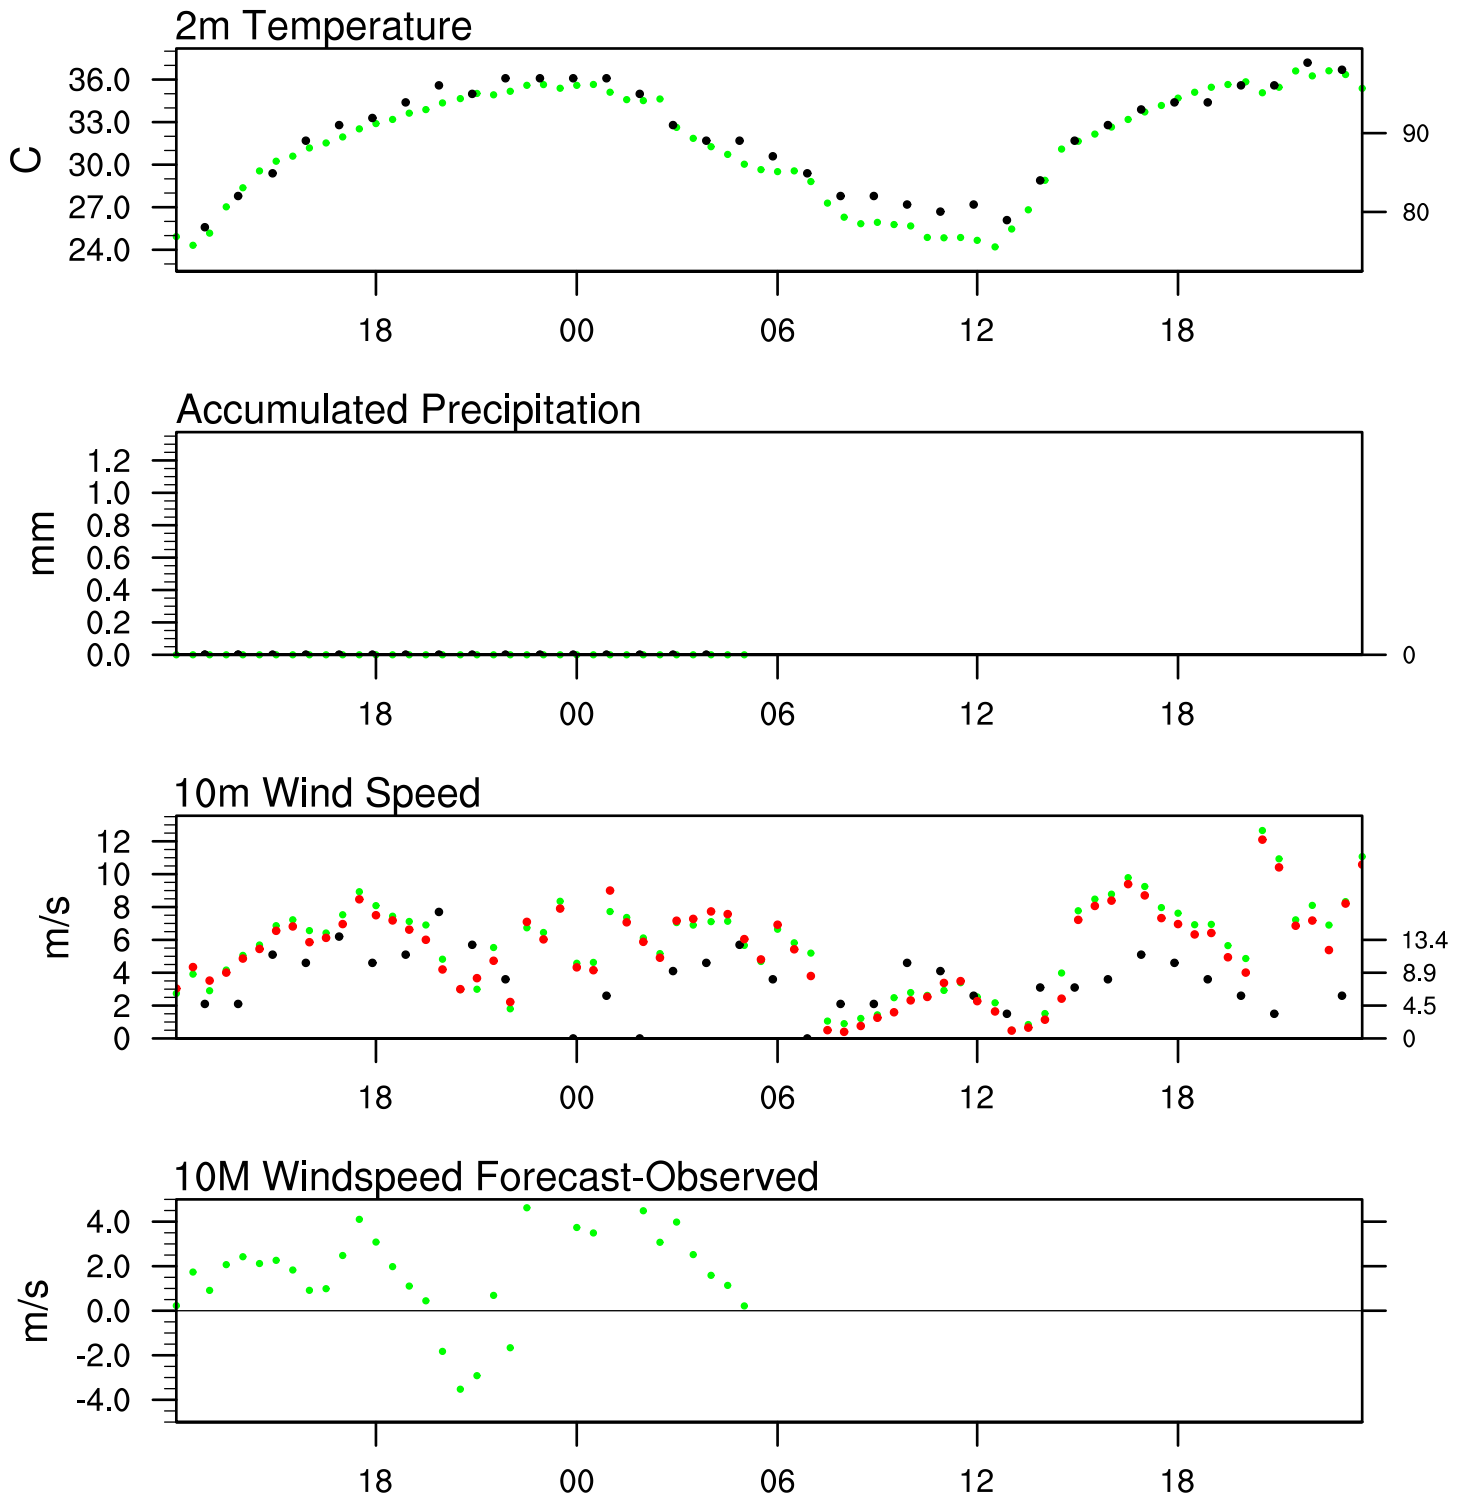 2m Temperature
36.0
33.0
90
30.0
C
27.0
80
24.0
18 00 06 12 18
Accumulated Precipitation
1.2
1.0
0.8
mm
0.6
0.4
0.2
0.0 0
18 00 06 12 18
10m Wind Speed
12
10
8
m/s
6 13.4
4 8.9
2 4.5
0 0
18 00 06 12 18
10M Windspeed Forecast-Observed
4.0
2.0
m/s
0.0
-2.0
-4.0
18 00 06 12 18